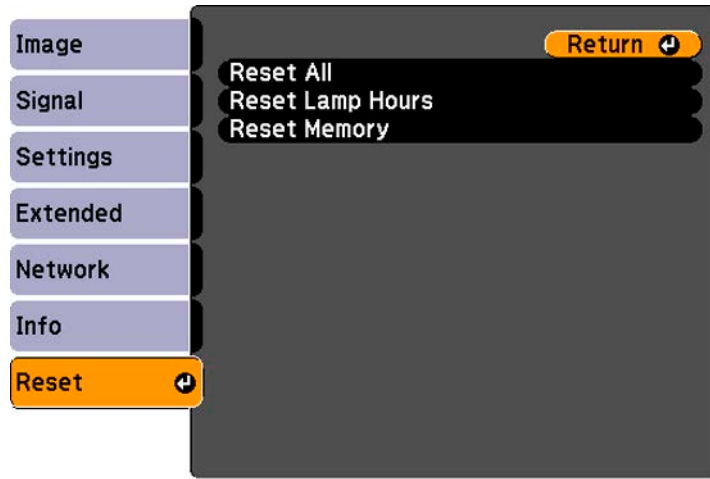 Image
Signal
Settings
Extended
Network
Info
Reset
Return
Reset All
Reset Lamp Hours
Reset Memory